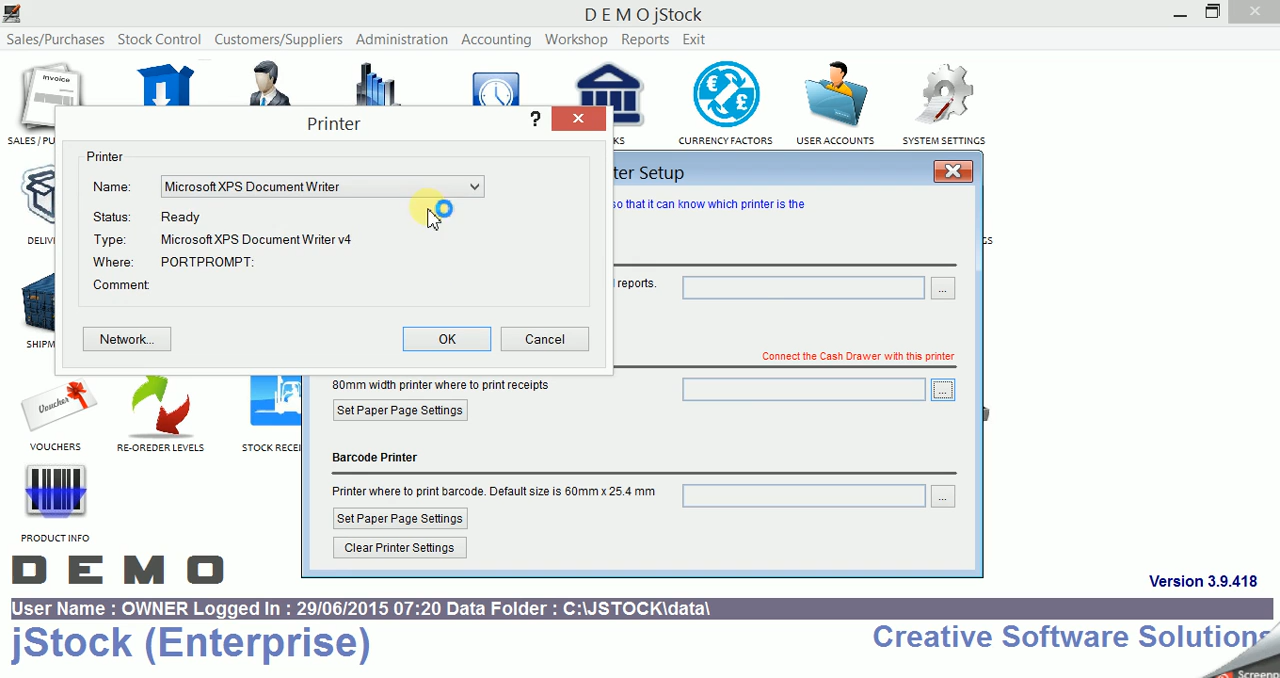 D E M O jStock
Sales/Purchases Stock Control Customers/Suppliers Administration Accounting Workshop Reports Exit
Invoice
SALES / PU
KS
CURRENCY FACTORS
USER ACCOUNTS
SYSTEM SETTINGS
Printer
?
Printer
Name: Microsoft XPS Document Writer
Status: Ready
Type: Microsoft XPS Document Writer v4
Where: PORTPROMPT:
Comment:
Network...
OK
Cancel
ter Setup
so that it can know which printer is the
DELIV
GS
reports.
...
SHIPM
Connect the Cash Drawer with this printer
80mm width printer where to print receipts
...
Set Paper Page Settings
Voucher
VOUCHERS
RE-OREDER LEVELS
STOCK RECEI
Barcode Printer
Printer where to print barcode. Default size is 60mm x 25.4 mm
...
Set Paper Page Settings
Clear Printer Settings
PRODUCT INFO
D E M O
Version 3.9.418
User Name : OWNER Logged In : 29/06/2015 07:20 Data Folder : C:\JSTOCK\data\
jStock (Enterprise)
Creative Software Solutions